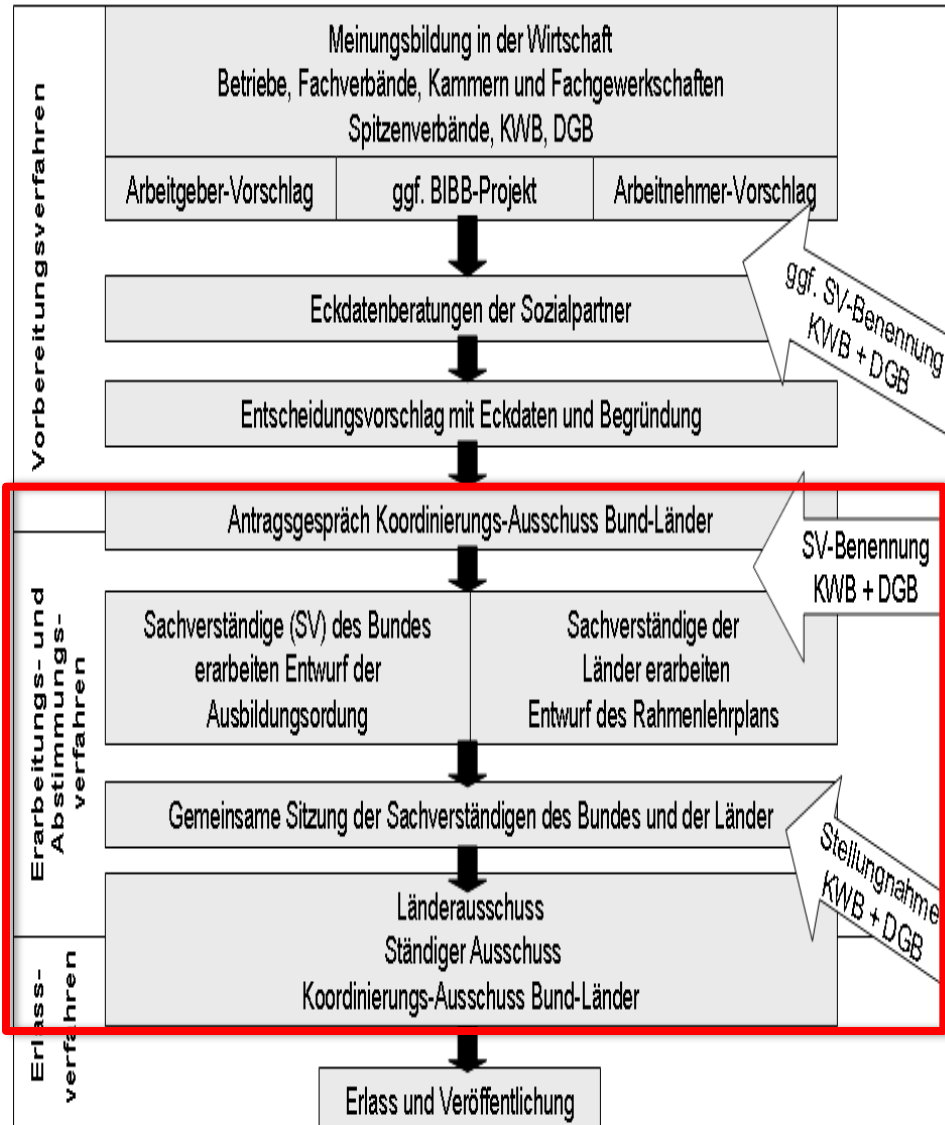 Vorbereitungsverfahren
Meinungsbildung in der Wirtschaft
Betriebe, Fachverbände, Kammern und Fachgewerkschaften
Spitzenverbände, KWB, DGB
Arbeitgeber-Vorschlag
ggf. BIBB-Projekt
Arbeitnehmer-Vorschlag
ggf. SV-Benennung
KWB + DGB
Eckdatenberatungen der Sozialpartner
Entscheidungsvorschlag mit Eckdaten und Begründung
Antragsgespräch Koordinierungs-Ausschuss Bund-Länder
SV-Benennung
KWB + DGB
Erarbeitungs- und
Abstimmungs-
verfahren
Sachverständige (SV) des Bundes
erarbeiten Entwurf der
Ausbildungsordung
Sachverständige der
Länder erarbeiten
Entwurf des Rahmenlehrplans
Gemeinsame Sitzung der Sachverständigen des Bundes und der Länder
Stellungnahme
KWB + DGB
Länderausschuss
Ständiger Ausschuss
Koordinierungs-Ausschuss Bund-Länder
Erlass-
verfahren
Erlass und Veröffentlichung